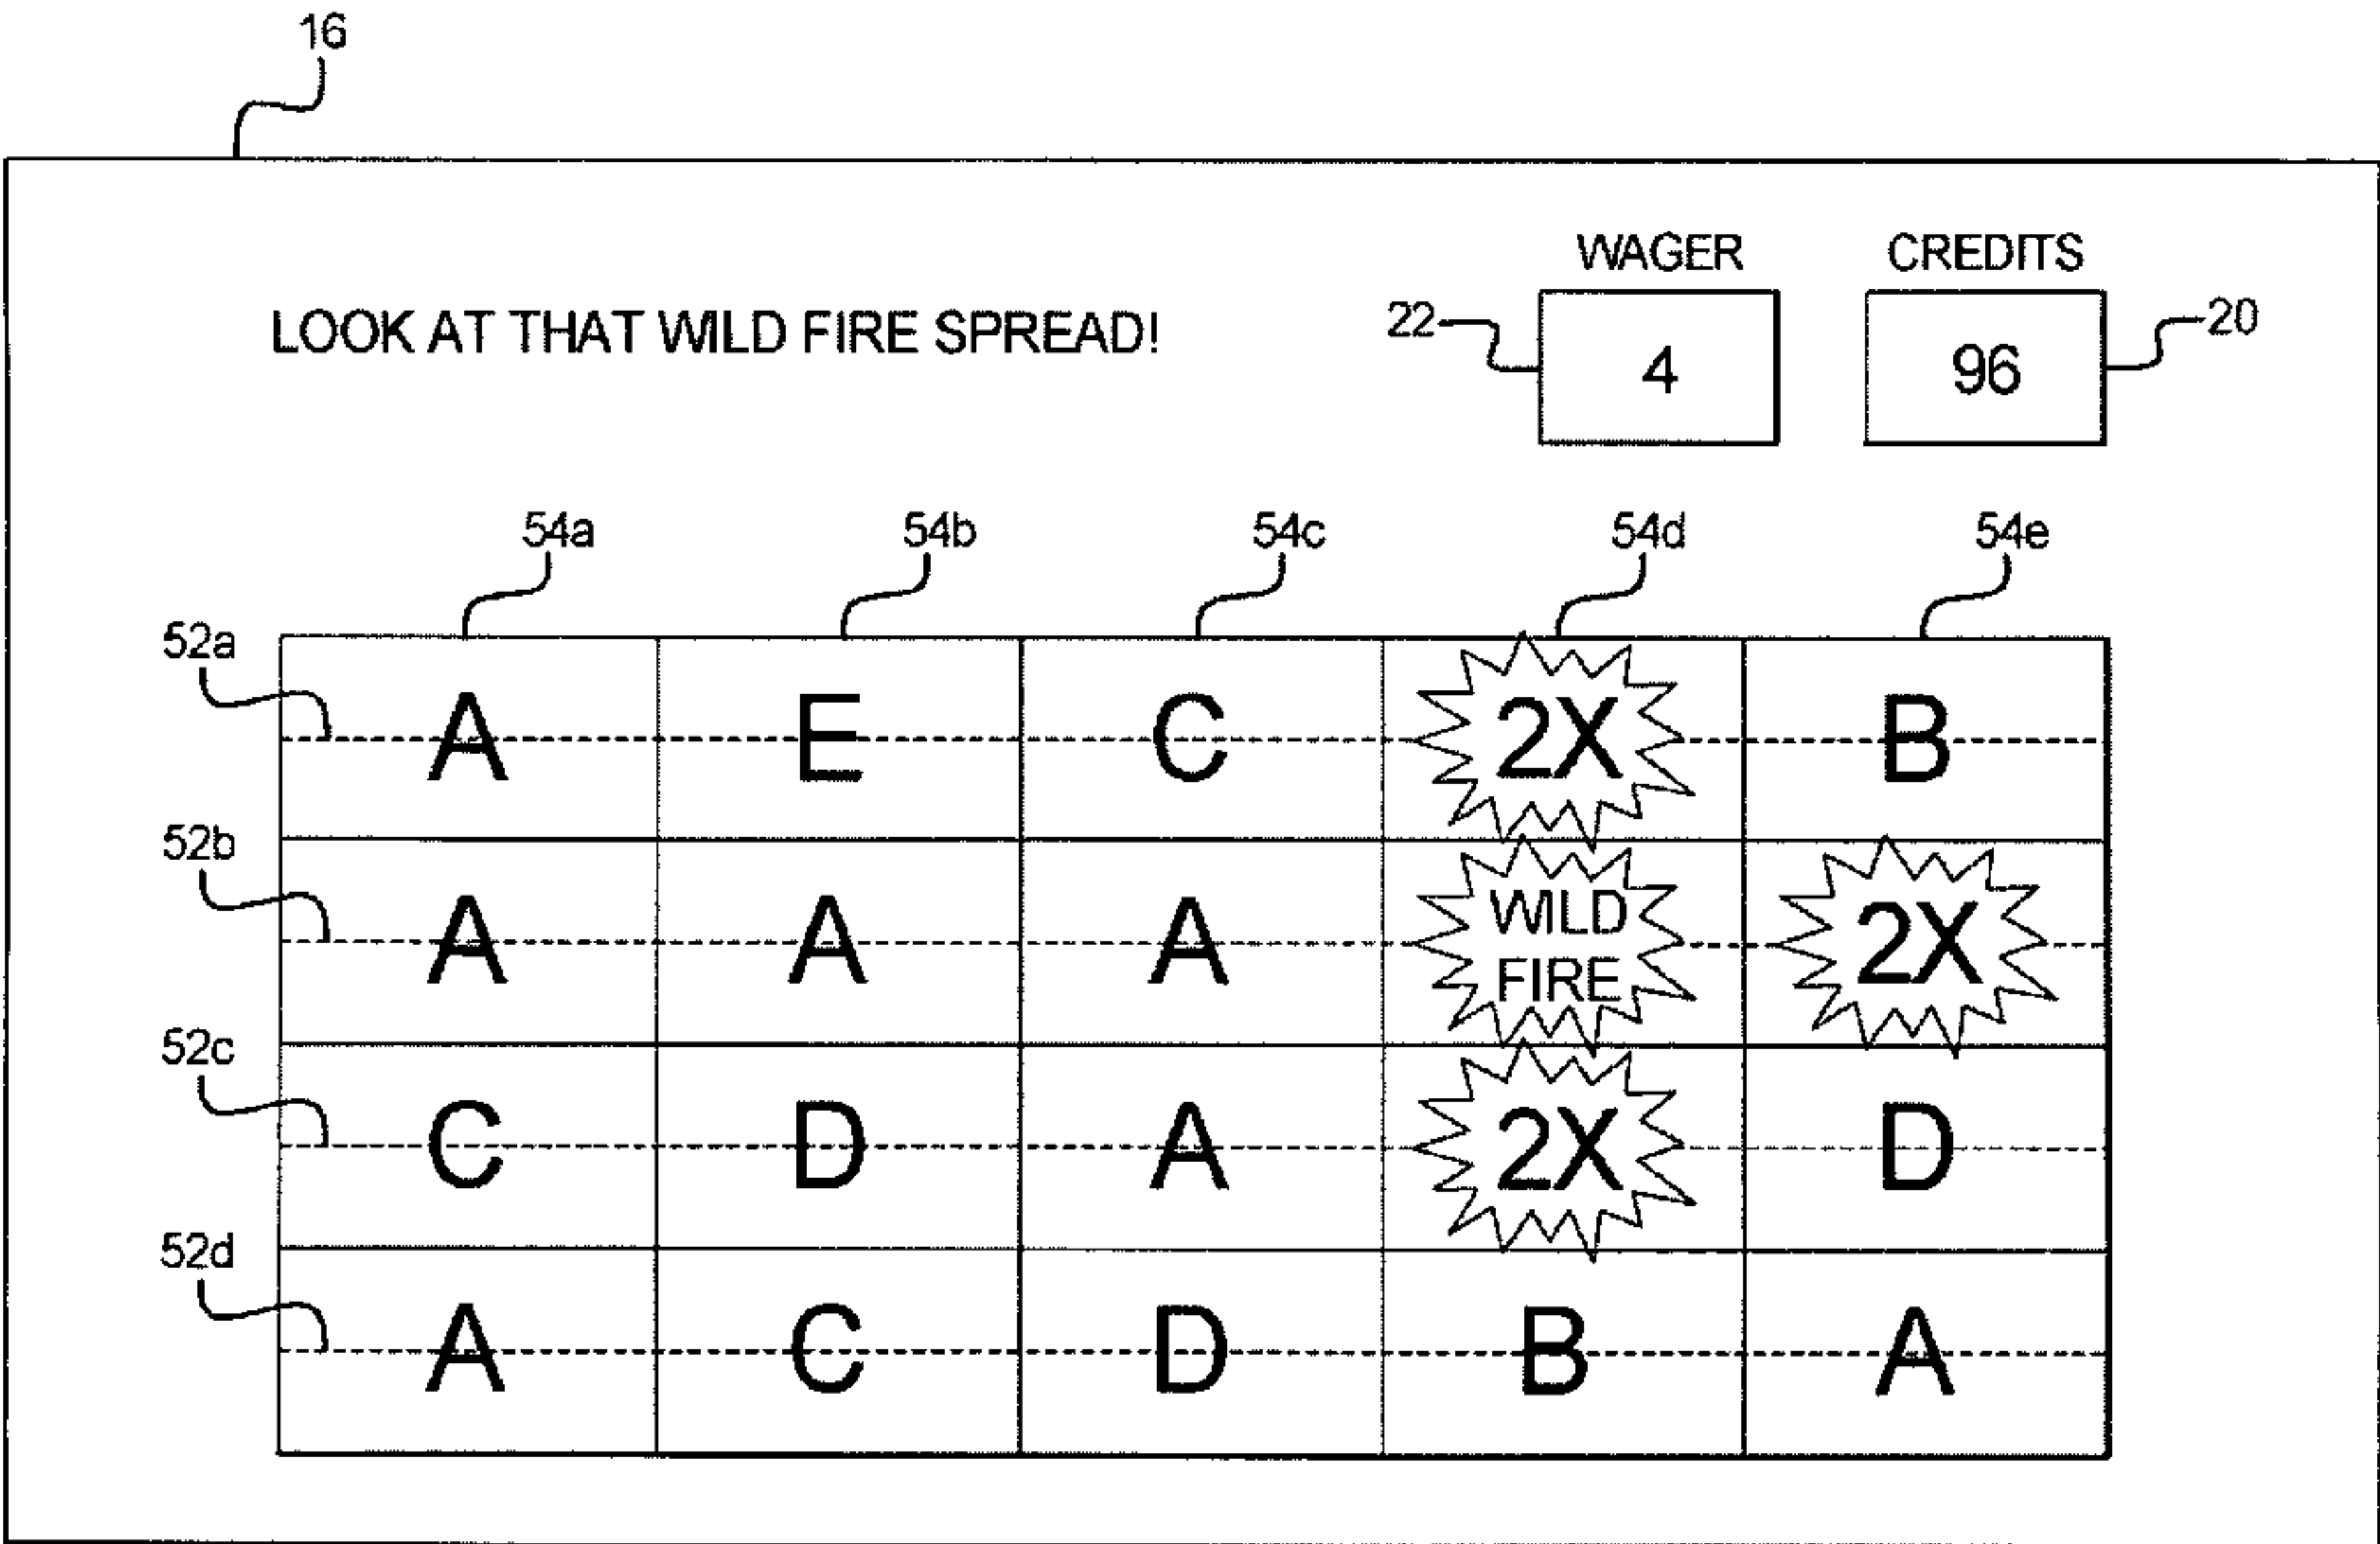 16
WAGER CREDITS
LOOK AT THAT WILD FIRE SPREAD! 22 4 96 20
54a 54b 54c 54d 54e
52a
A E C 2X B
52b
A A A WILD FIRE 2X
52c
C D A 2X D
52d
A C D B A